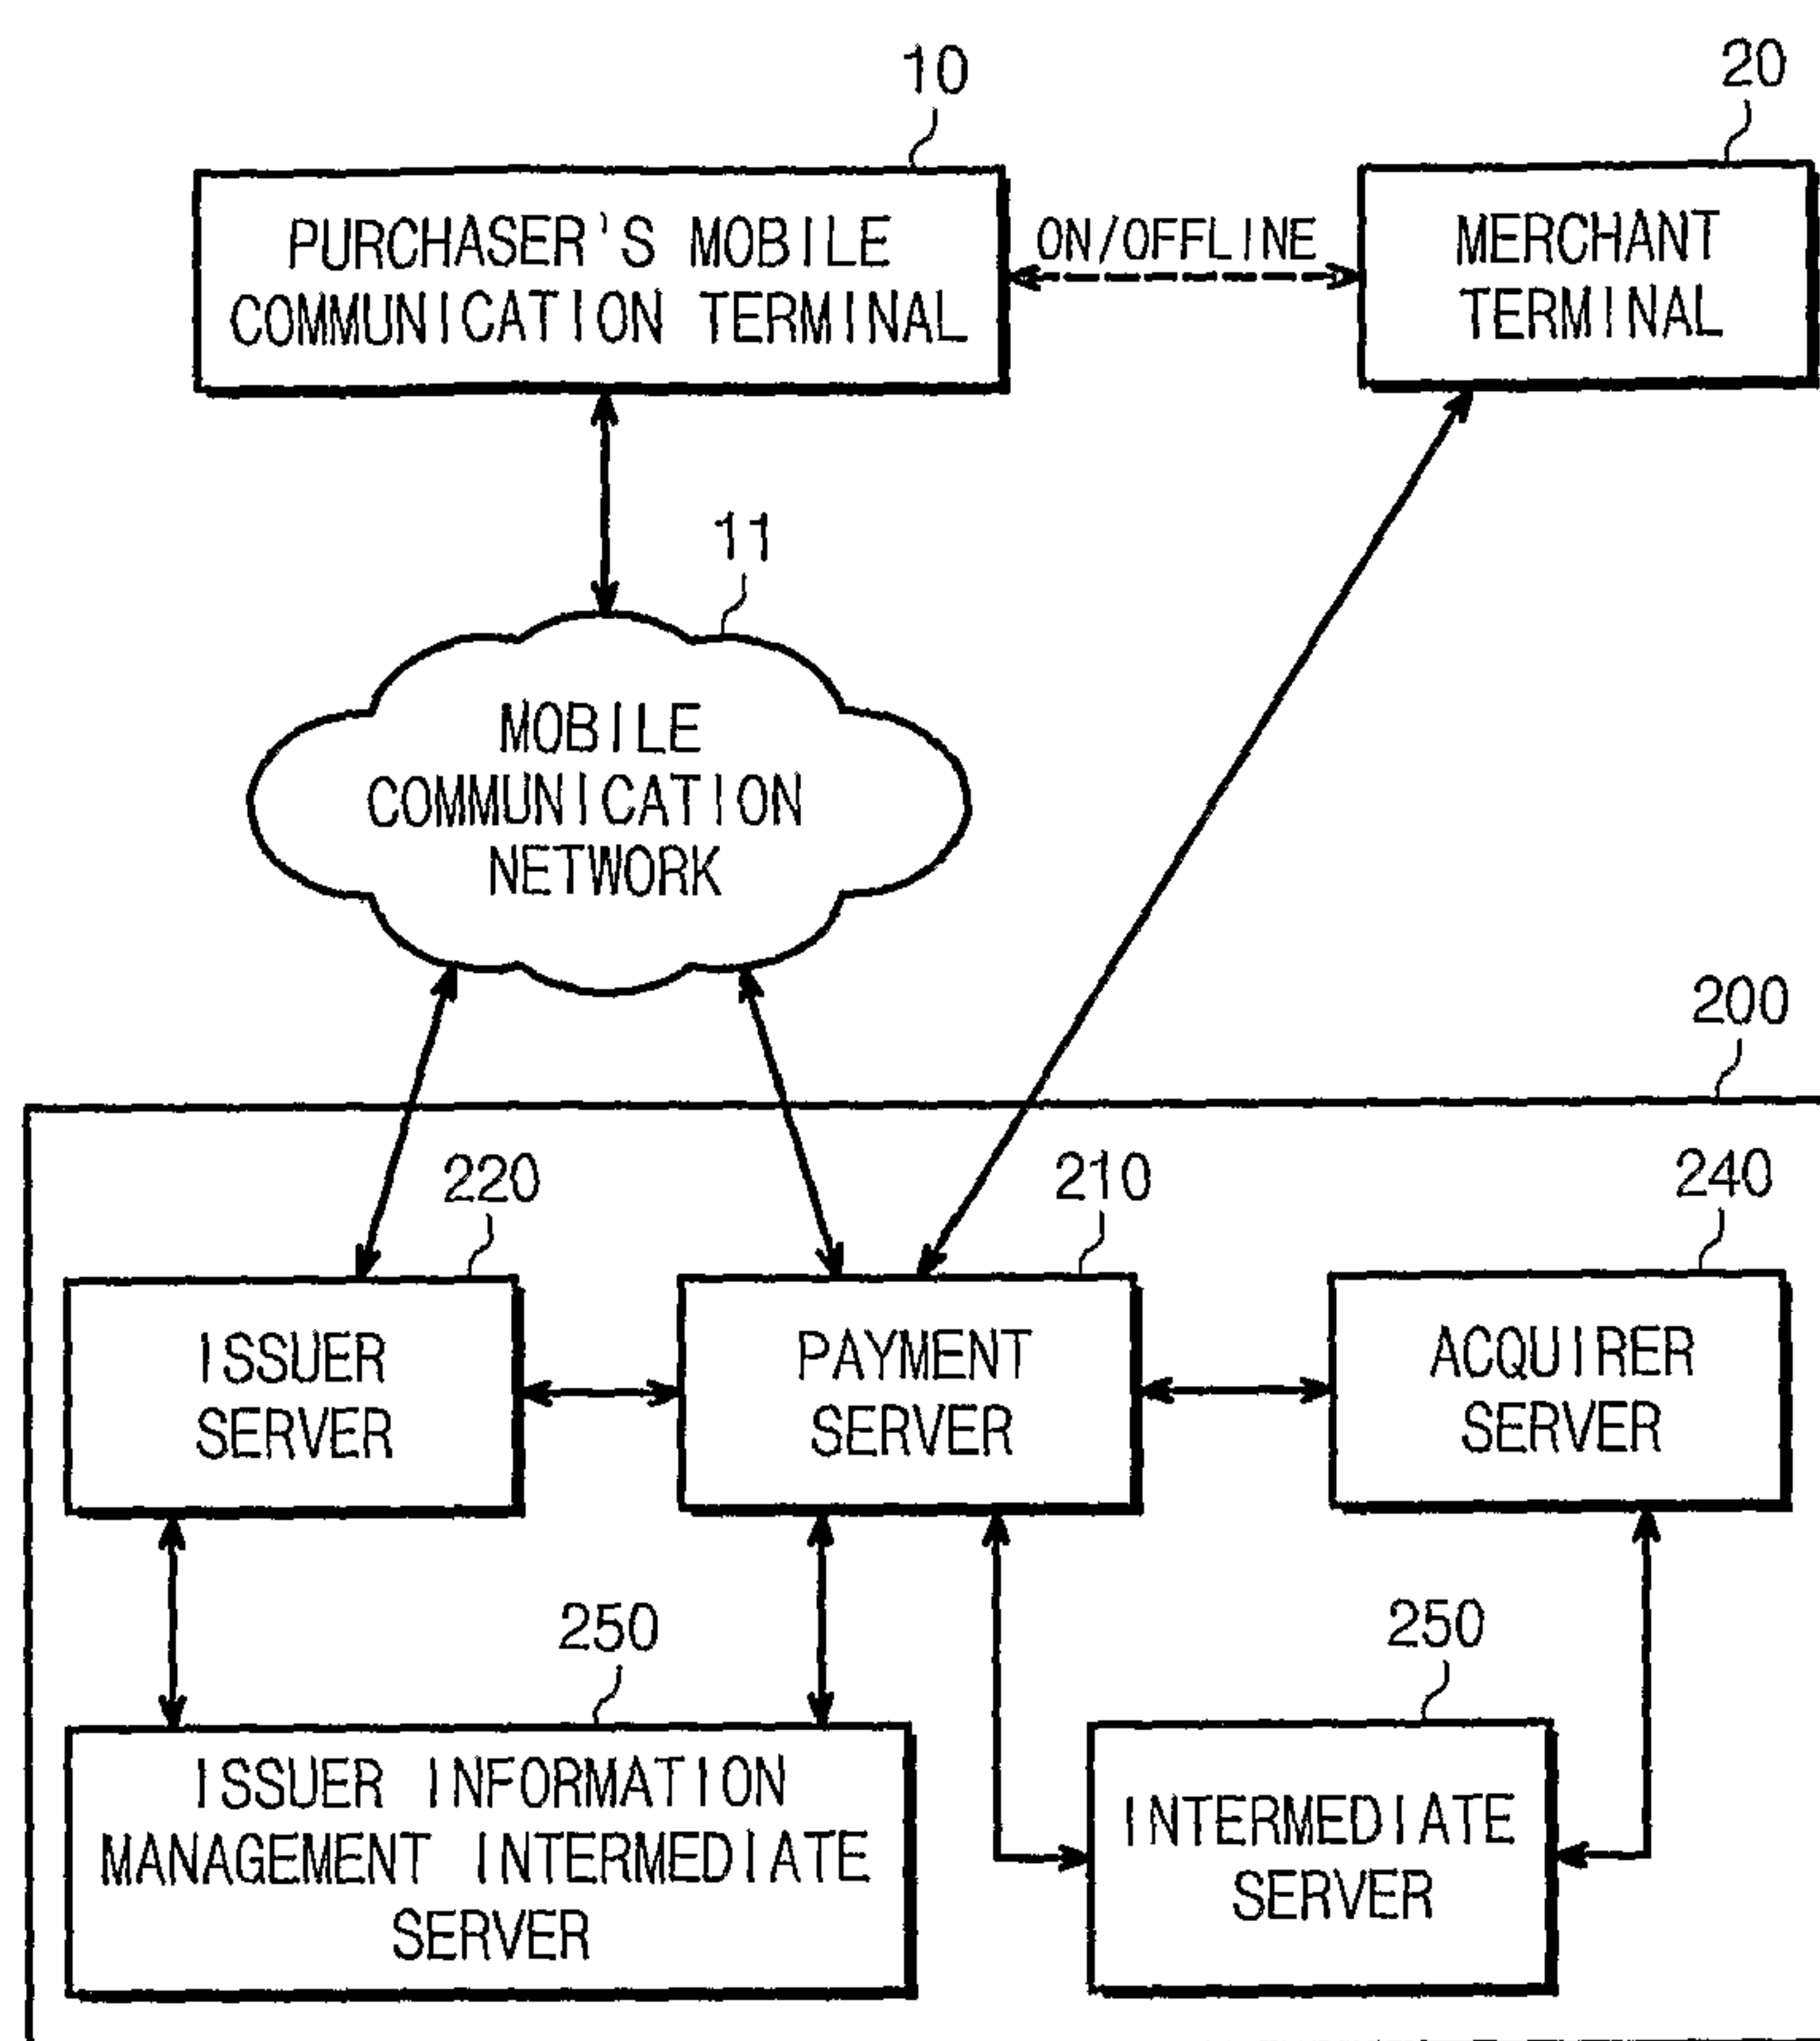 10
20
PURCHASER'S MOBILE
COMMUNICATION TERMINAL
ON/OFFLINE
MERCHANT
TERMINAL
11
MOBILE
COMMUNICATION
NETWORK
200
220
210
240
ISSUER
SERVER
PAYMENT
SERVER
ACQUIRER
SERVER
250
250
ISSUER INFORMATION
MANAGEMENT INTERMEDIATE
SERVER
INTERMEDIATE
SERVER